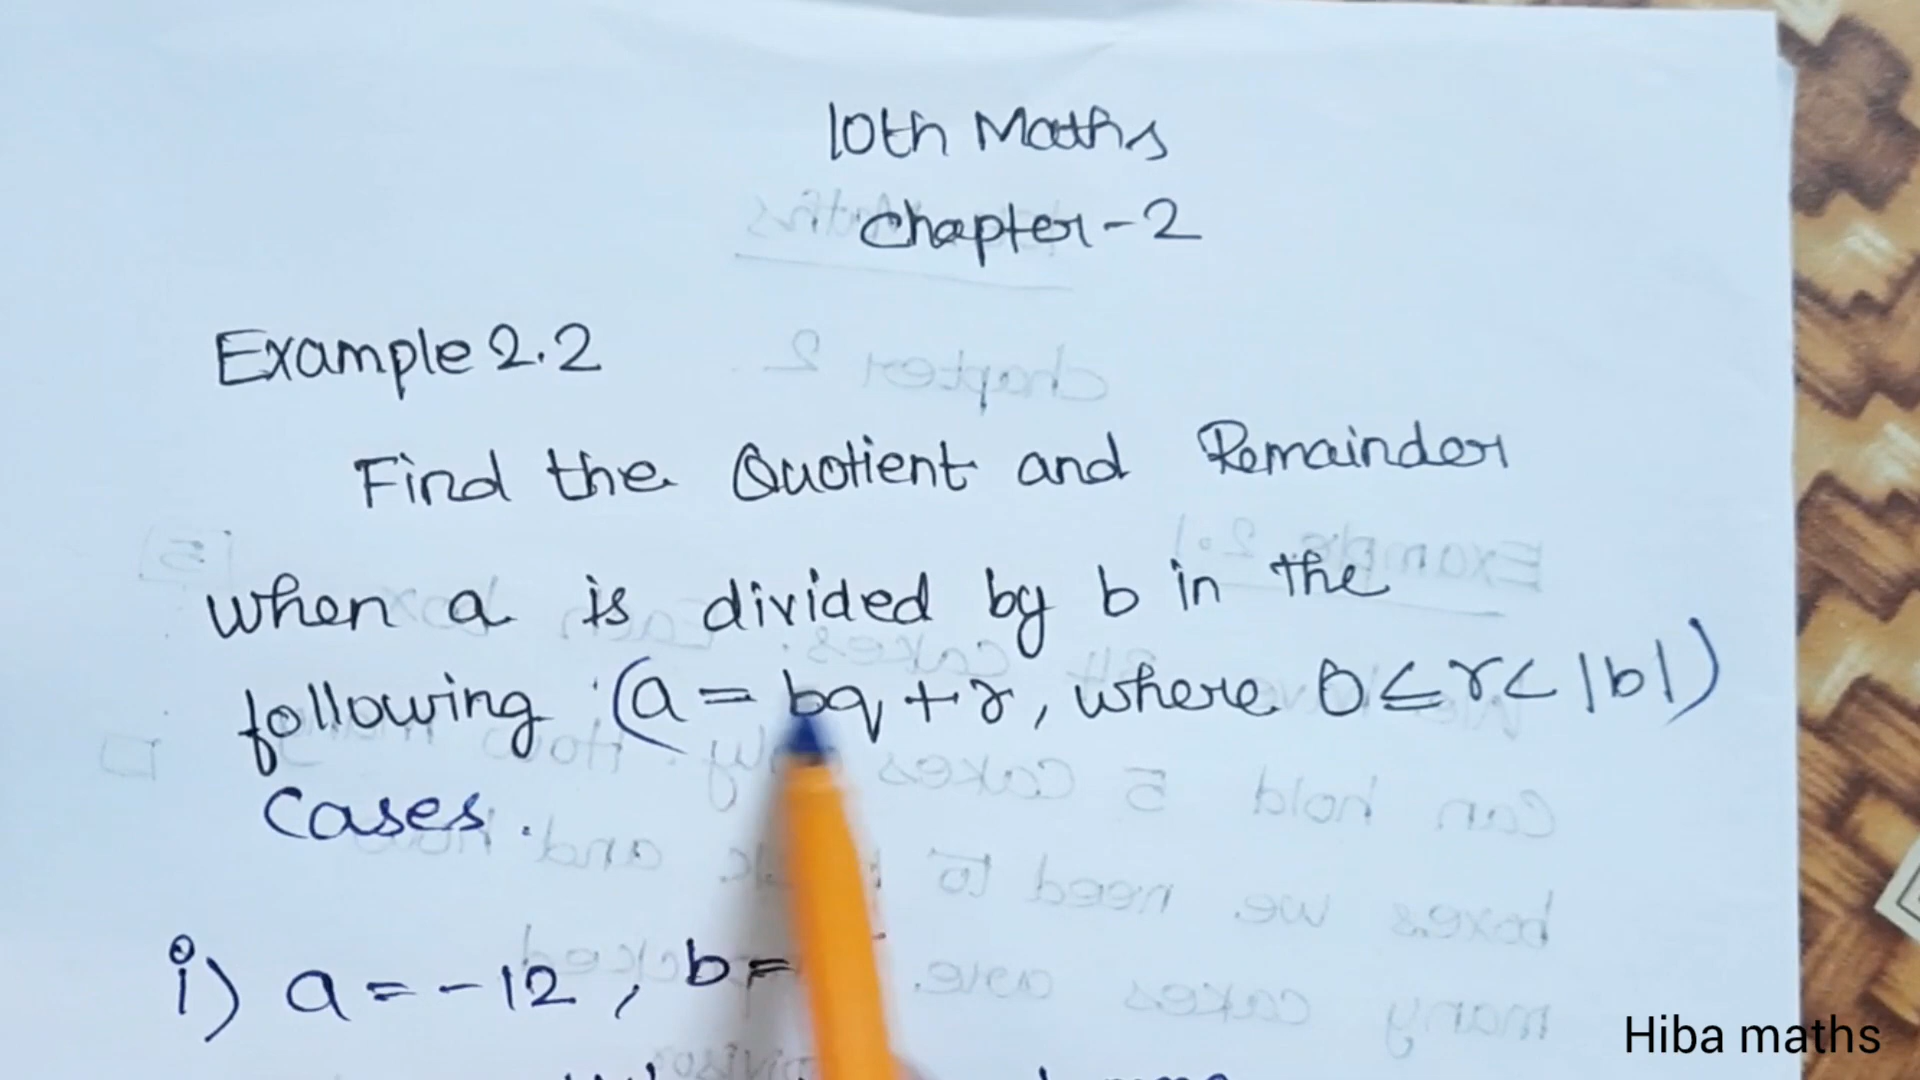 10th Maths
Chapter-2
Example 2.2
Find the Quotient and Remainder
when a is divided by b in the
following (a = bq + r, where 0 ≤ r < |b|)
Cases.
i) a = -12, b =
Hiba maths